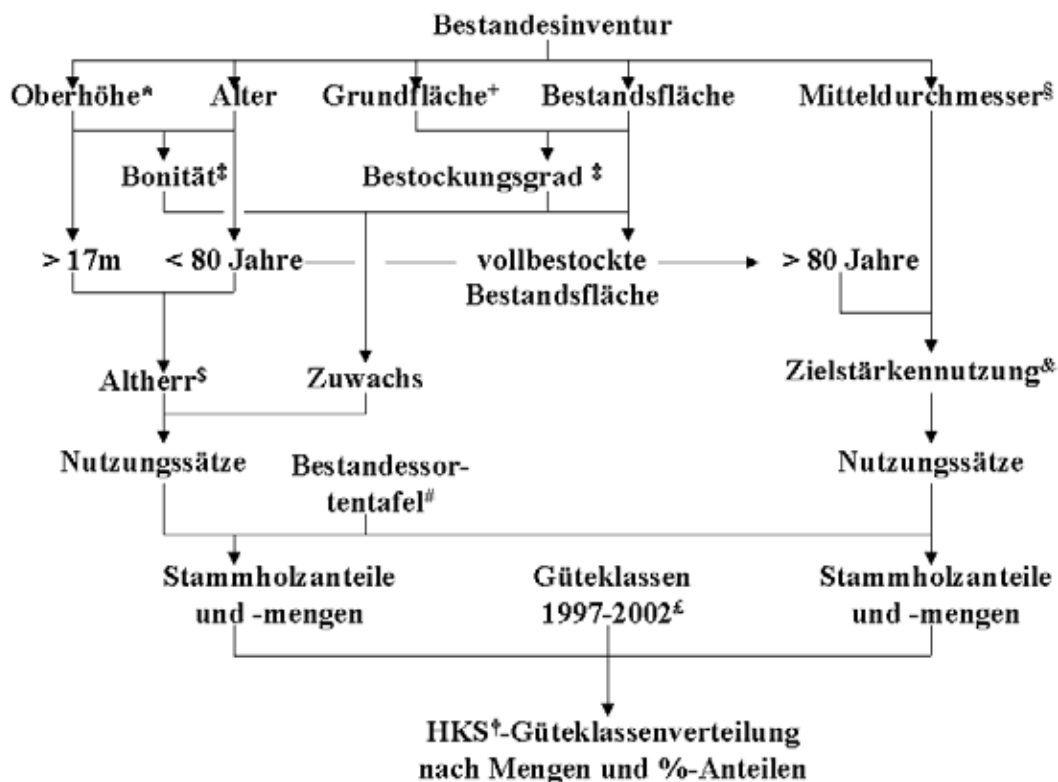 Bestandesinventur
Oberhöhe* Alter Grundfläche⁺ Bestandsfläche Mitteldurchmesser§
Bonität‡ Bestockungsgrad ‡
> 17m < 80 Jahre vollbestockte > 80 Jahre
Bestandsfläche
Altherr$ Zuwachs Zielstärkennutzung&
Nutzungssätze Bestandessor- Nutzungssätze
tentafel#
Stammholzanteile Güteklassen Stammholzanteile
und -mengen 1997-2002£ und -mengen
HKS†-Güteklassenverteilung
nach Mengen und %-Anteilen